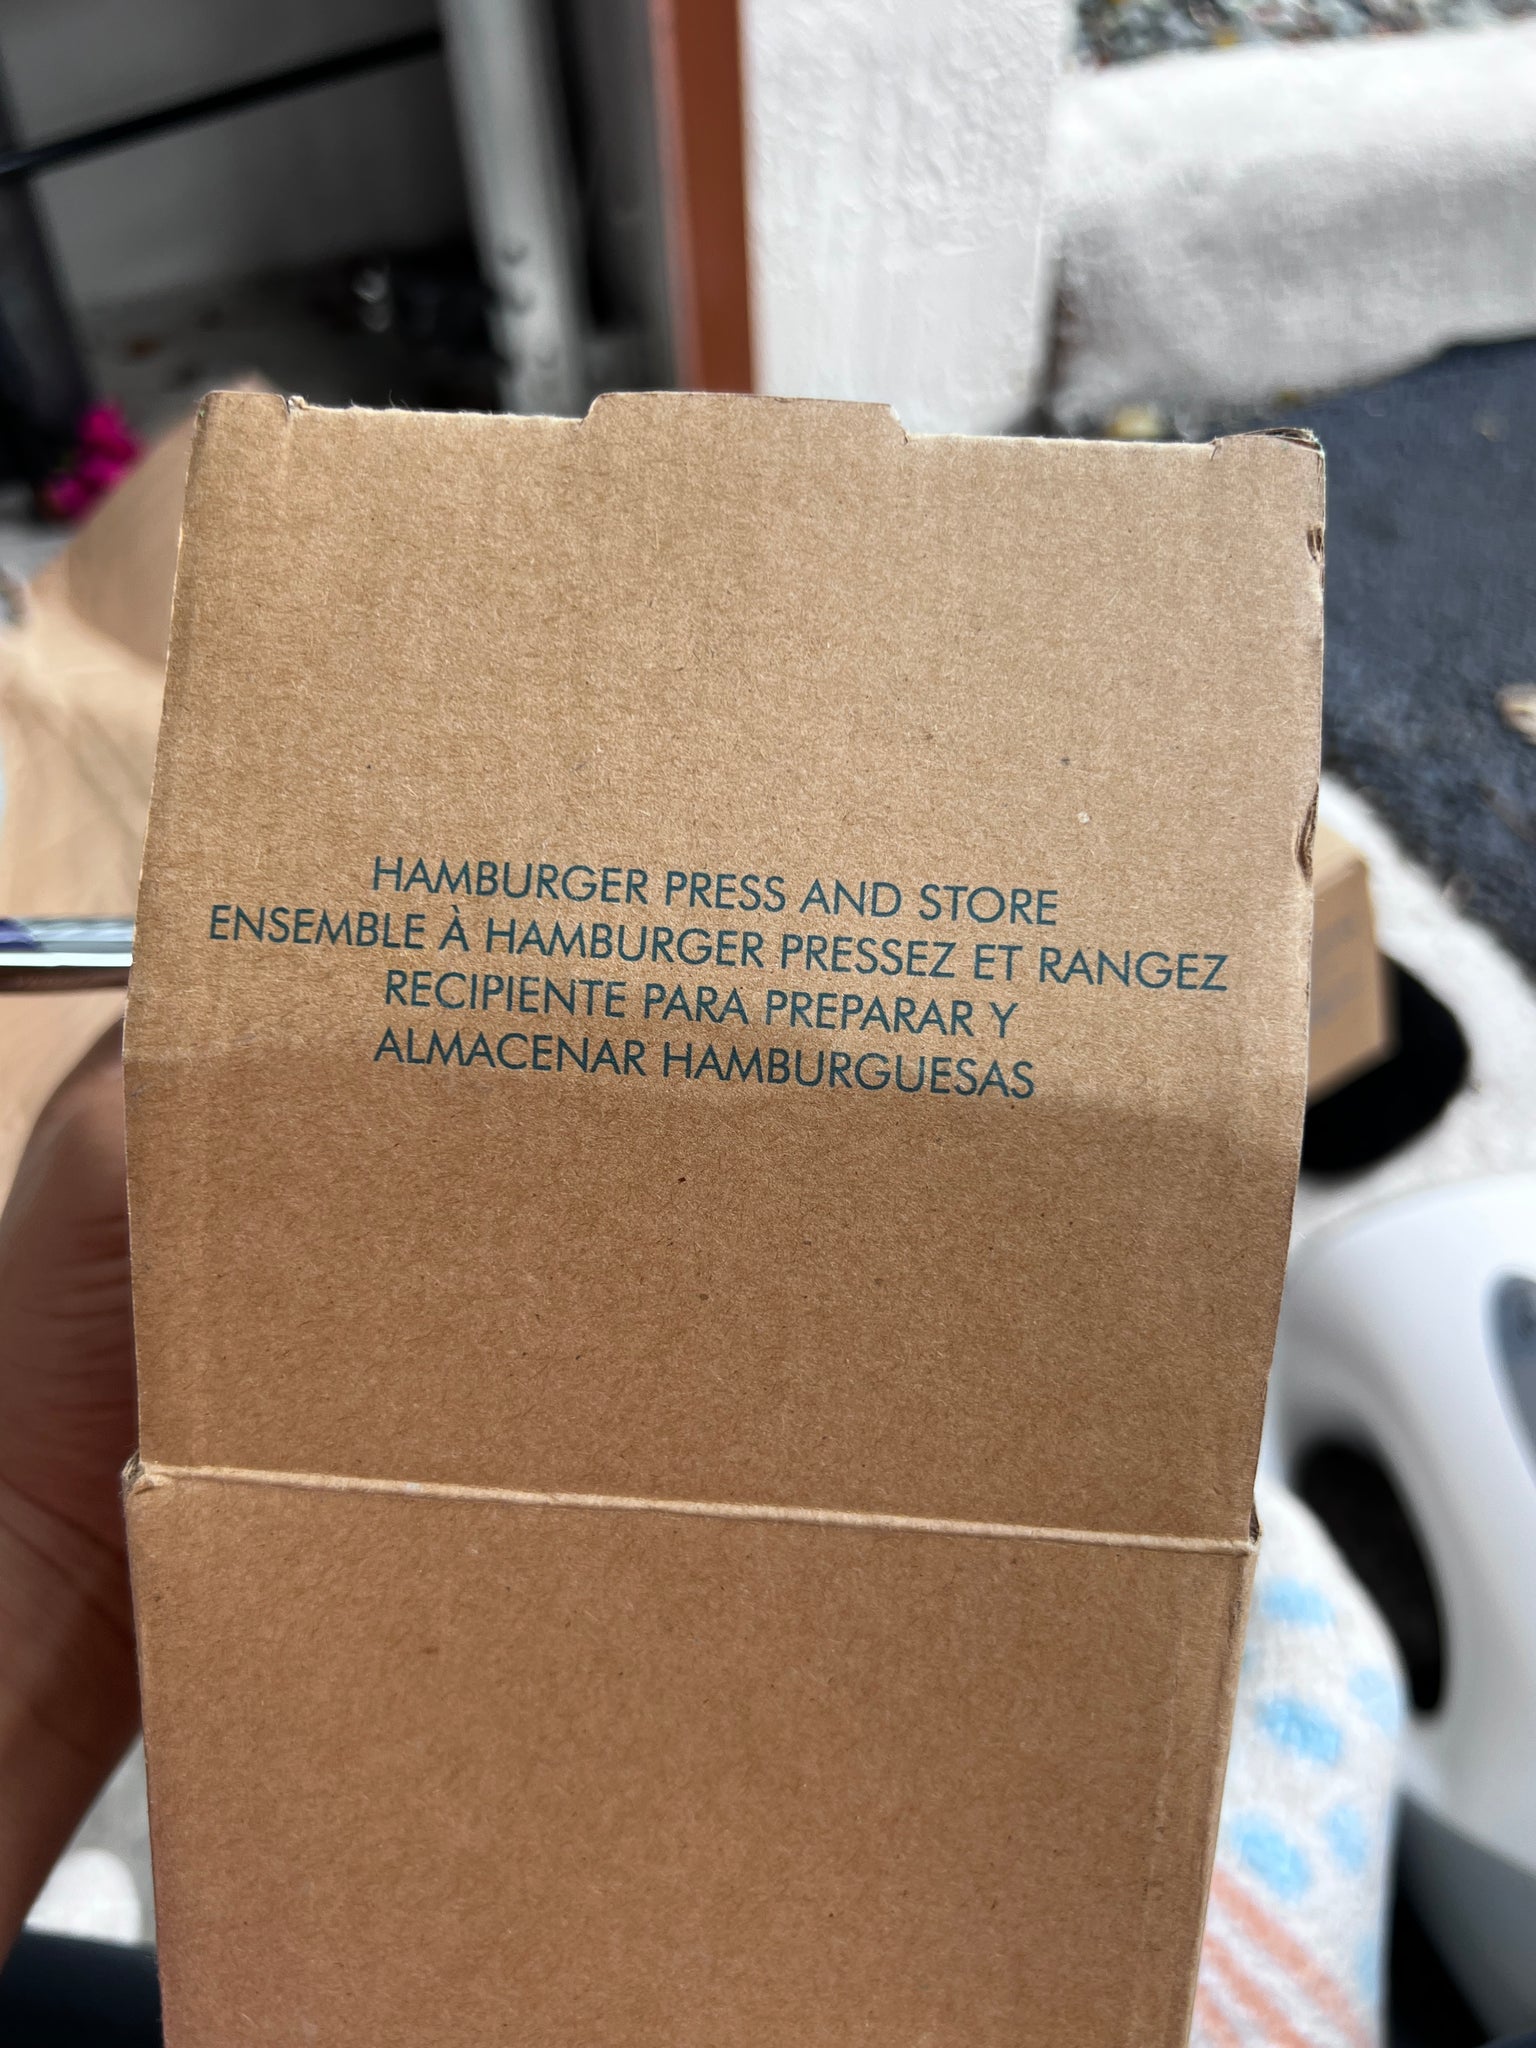 HAMBURGER PRESS AND STORE
ENSEMBLE À HAMBURGER PRESSEZ ET RANGEZ
RECIPIENTE PARA PREPARAR Y
ALMACENAR HAMBURGUESAS